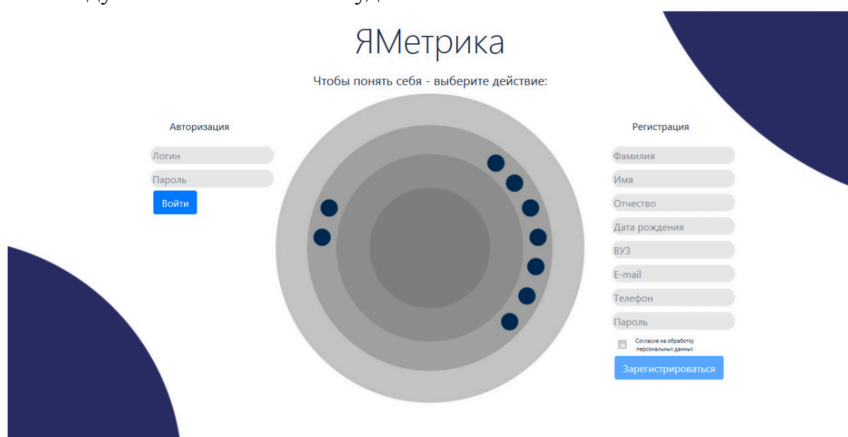 ЯМетрика
Чтобы понять себя - выберите действие:
Авторизация
Логин
Пароль
Войти
Регистрация
Фамилия
Имя
Отчество
Дата рождения
ВУЗ
E-mail
Телефон
Пароль
Согласие на обработку
персональных данных
Зарегистрироваться